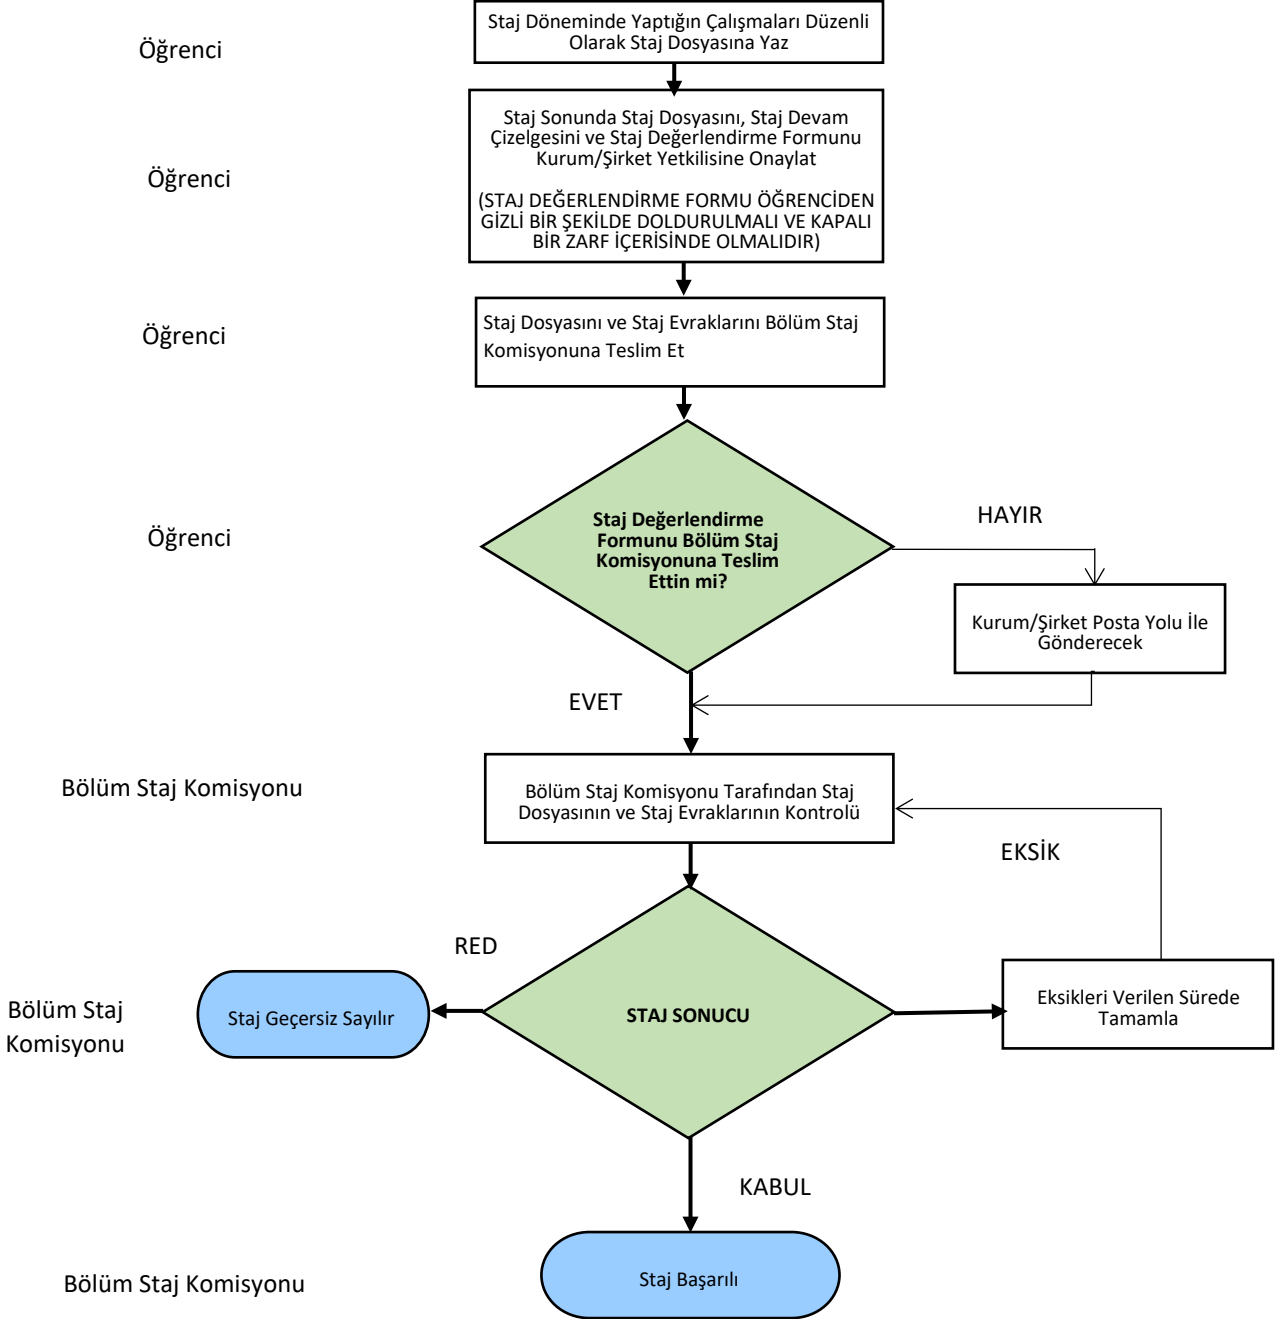 Staj Döneminde Yaptığın Çalışmaları Düzenli
Olarak Staj Dosyasına Yaz
Öğrenci
Staj Sonunda Staj Dosyasını, Staj Devam
Çizelgesini ve Staj Değerlendirme Formunu
Kurum/Şirket Yetkilisine Onaylat
Öğrenci
(STAJ DEĞERLENDİRME FORMU ÖĞRENCİDEN
GİZLİ BİR ŞEKİLDE DOLDURULMALI VE KAPALI
BİR ZARF İÇERİSİNDE OLMALIDIR)
Öğrenci
Staj Dosyasını ve Staj Evraklarını Bölüm Staj
Komisyonuna Teslim Et
Öğrenci
Staj Değerlendirme
Formunu Bölüm Staj
Komisyonuna Teslim
Ettin mi?
HAYIR
Kurum/Şirket Posta Yolu İle
Gönderecek
EVET
Bölüm Staj Komisyonu
Bölüm Staj Komisyonu Tarafından Staj
Dosyasının ve Staj Evraklarının Kontrolü
EKSİK
RED
Bölüm Staj
Komisyonu
Staj Geçersiz Sayılır
STAJ SONUCU
Eksikleri Verilen Sürede
Tamamla
KABUL
Bölüm Staj Komisyonu
Staj Başarılı